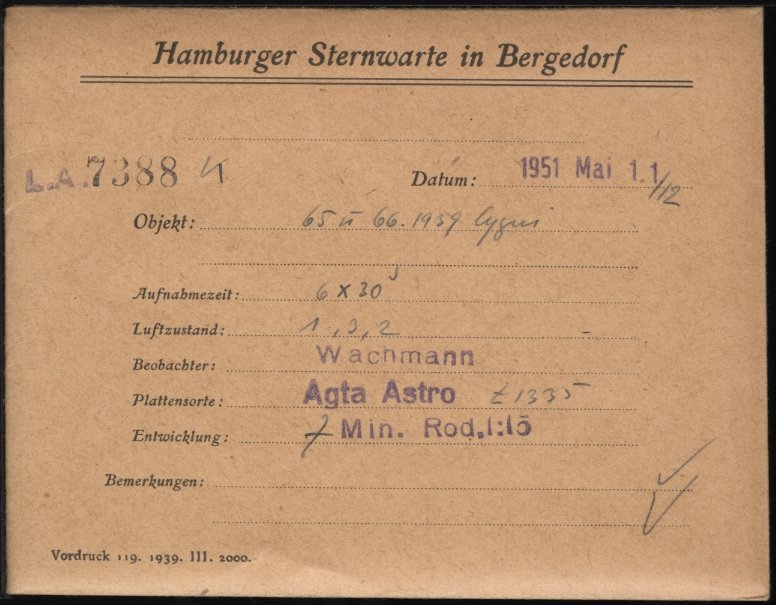 Hamburger Sternwarte in Bergedorf
L.A. 7388
Datum: 1951 Mai 11/12
Objekt: 65 u 66.1939 Cygni
Aufnahmezeit: 6 x 30s
Luftzustand: 1, 3, 2 -
Beobachter: Wachmann
Plattensorte: Agfa Astro Z 1335
Entwicklung: 7 Min. Rod. 1:15
Bemerkungen:
Vordruck 119. 1939. III. 2000.